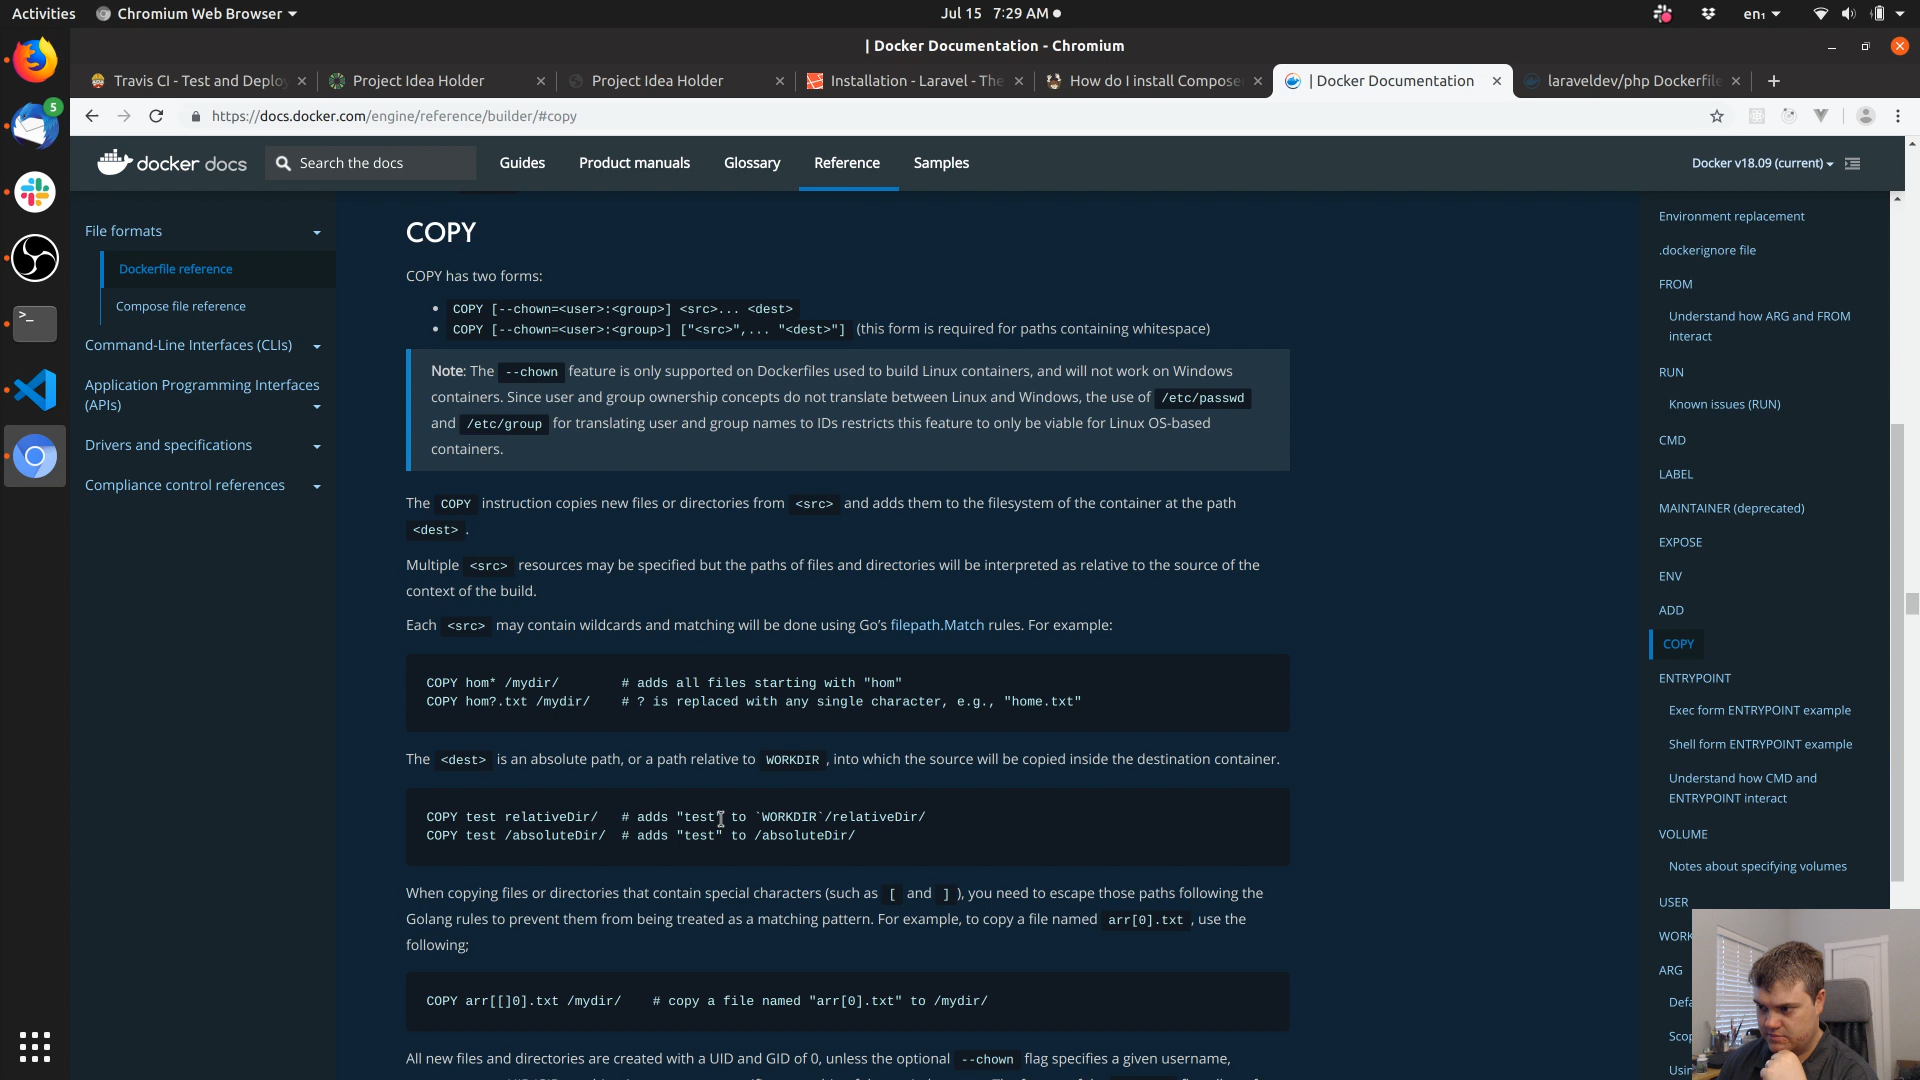 Activities
Chromium Web Browser
Jul 15 7:29 AM
en₁
| Docker Documentation - Chromium
Travis CI - Test and Deploy
Project Idea Holder
Project Idea Holder
Installation - Laravel - The
How do I install Compose
| Docker Documentation
laraveldev/php Dockerfile
https://docs.docker.com/engine/reference/builder/#copy
5
docker docs
Search the docs
Guides
Product manuals
Glossary
Reference
Samples
Docker v18.09 (current)
File formats
Dockerfile reference
Compose file reference
Command-Line Interfaces (CLIs)
Application Programming Interfaces
(APIs)
Drivers and specifications
Compliance control references
COPY
COPY has two forms:
COPY [--chown=<user>:<group>] <src>... <dest>
COPY [--chown=<user>:<group>] ["<src>",... "<dest>"] (this form is required for paths containing whitespace)
Note: The --chown feature is only supported on Dockerfiles used to build Linux containers, and will not work on Windows
containers. Since user and group ownership concepts do not translate between Linux and Windows, the use of /etc/passwd
and /etc/group for translating user and group names to IDs restricts this feature to only be viable for Linux OS-based
containers.
The COPY instruction copies new files or directories from <src> and adds them to the filesystem of the container at the path
<dest> .
Multiple <src> resources may be specified but the paths of files and directories will be interpreted as relative to the source of the
context of the build.
Each <src> may contain wildcards and matching will be done using Go’s filepath.Match rules. For example:
COPY hom* /mydir/        # adds all files starting with "hom"
COPY hom?.txt /mydir/    # ? is replaced with any single character, e.g., "home.txt"
The <dest> is an absolute path, or a path relative to WORKDIR , into which the source will be copied inside the destination container.
COPY test relativeDir/   # adds "test" to `WORKDIR`/relativeDir/
COPY test /absoluteDir/  # adds "test" to /absoluteDir/
When copying files or directories that contain special characters (such as [ and ] ), you need to escape those paths following the
Golang rules to prevent them from being treated as a matching pattern. For example, to copy a file named arr[0].txt , use the
following;
COPY arr[[]0].txt /mydir/    # copy a file named "arr[0].txt" to /mydir/
All new files and directories are created with a UID and GID of 0, unless the optional --chown flag specifies a given username,
Environment replacement
.dockerignore file
FROM
Understand how ARG and FROM
interact
RUN
Known issues (RUN)
CMD
LABEL
MAINTAINER (deprecated)
EXPOSE
ENV
ADD
COPY
ENTRYPOINT
Exec form ENTRYPOINT example
Shell form ENTRYPOINT example
Understand how CMD and
ENTRYPOINT interact
VOLUME
Notes about specifying volumes
USER
WORK
ARG
Defa
Scop
Usin